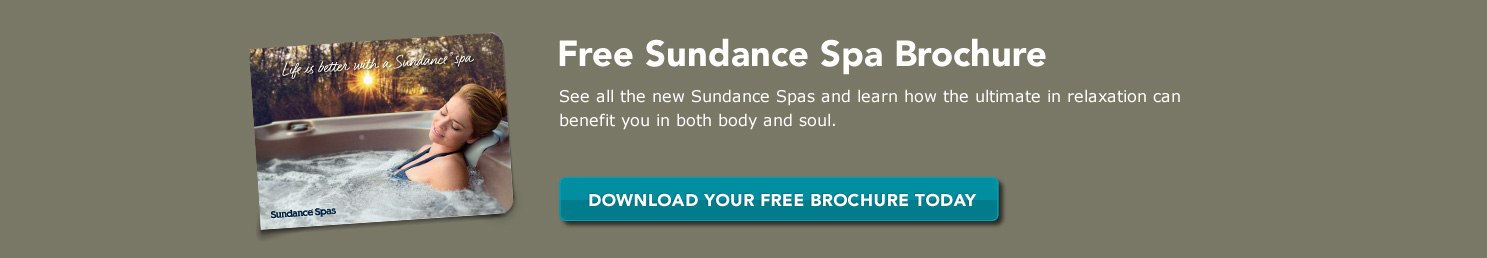 Life is better with a Sundance® spa
Sundance Spas
Free Sundance Spa Brochure
See all the new Sundance Spas and learn how the ultimate in relaxation can
benefit you in both body and soul.
DOWNLOAD YOUR FREE BROCHURE TODAY